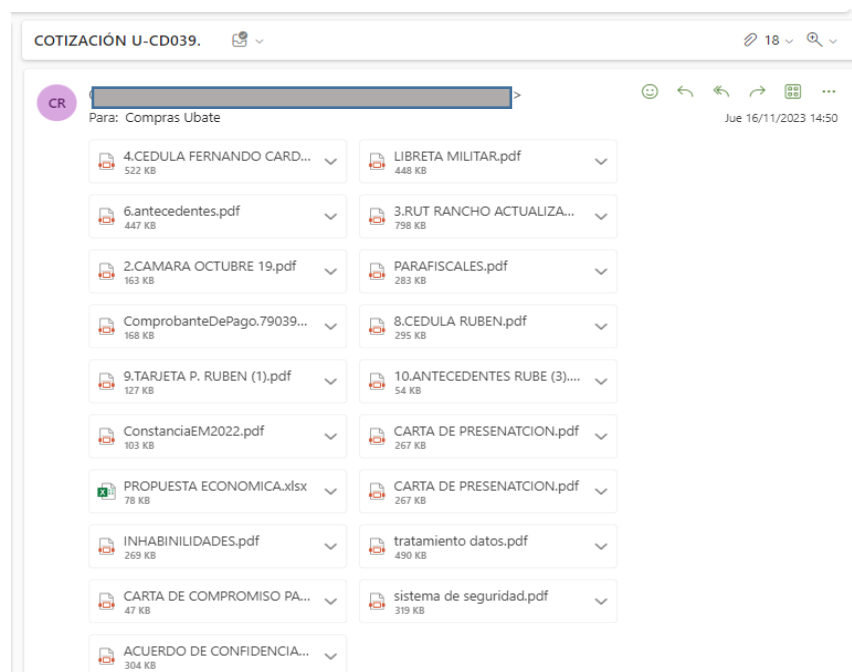 COTIZACIÓN U-CD039.
18
CR
>
Para: Compras Ubate
Jue 16/11/2023 14:50
4.CEDULA FERNANDO CARD...
522 KB
LIBRETA MILITAR.pdf
448 KB
6.antecedentes.pdf
447 KB
3.RUT RANCHO ACTUALIZA...
798 KB
2.CAMARA OCTUBRE 19.pdf
163 KB
PARAFISCALES.pdf
283 KB
ComprobanteDePago.79039...
168 KB
8.CEDULA RUBEN.pdf
295 KB
9.TARJETA P. RUBEN (1).pdf
127 KB
10.ANTECEDENTES RUBE (3)....
54 KB
ConstanciaEM2022.pdf
103 KB
CARTA DE PRESENATCION.pdf
267 KB
PROPUESTA ECONOMICA.xlsx
78 KB
CARTA DE PRESENATCION.pdf
267 KB
INHABINILIDADES.pdf
269 KB
tratamiento datos.pdf
490 KB
CARTA DE COMPROMISO PA...
47 KB
sistema de seguridad.pdf
319 KB
ACUERDO DE CONFIDENCIA...
304 KB